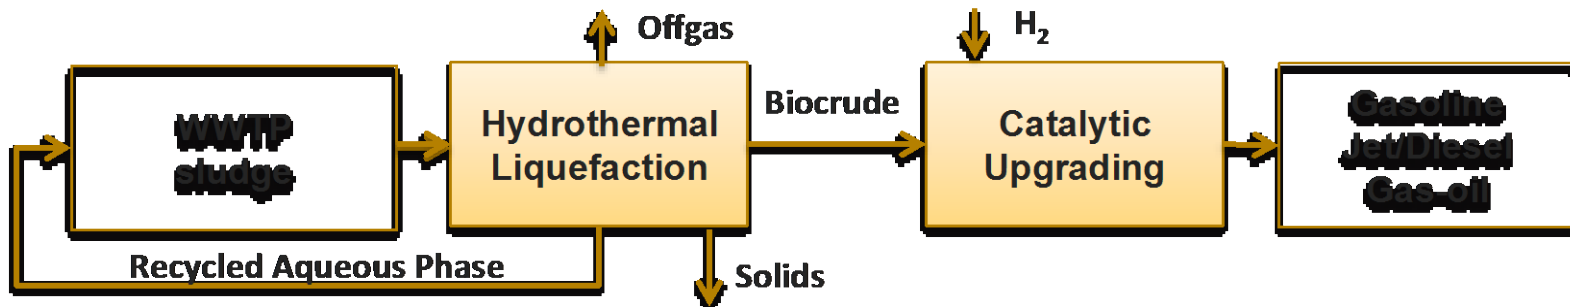 Offgas
H2
WWTP
sludge
Hydrothermal
Liquefaction
Biocrude
Catalytic
Upgrading
Gasoline
Jet/Diesel
Gas-oil
Recycled Aqueous Phase
Solids